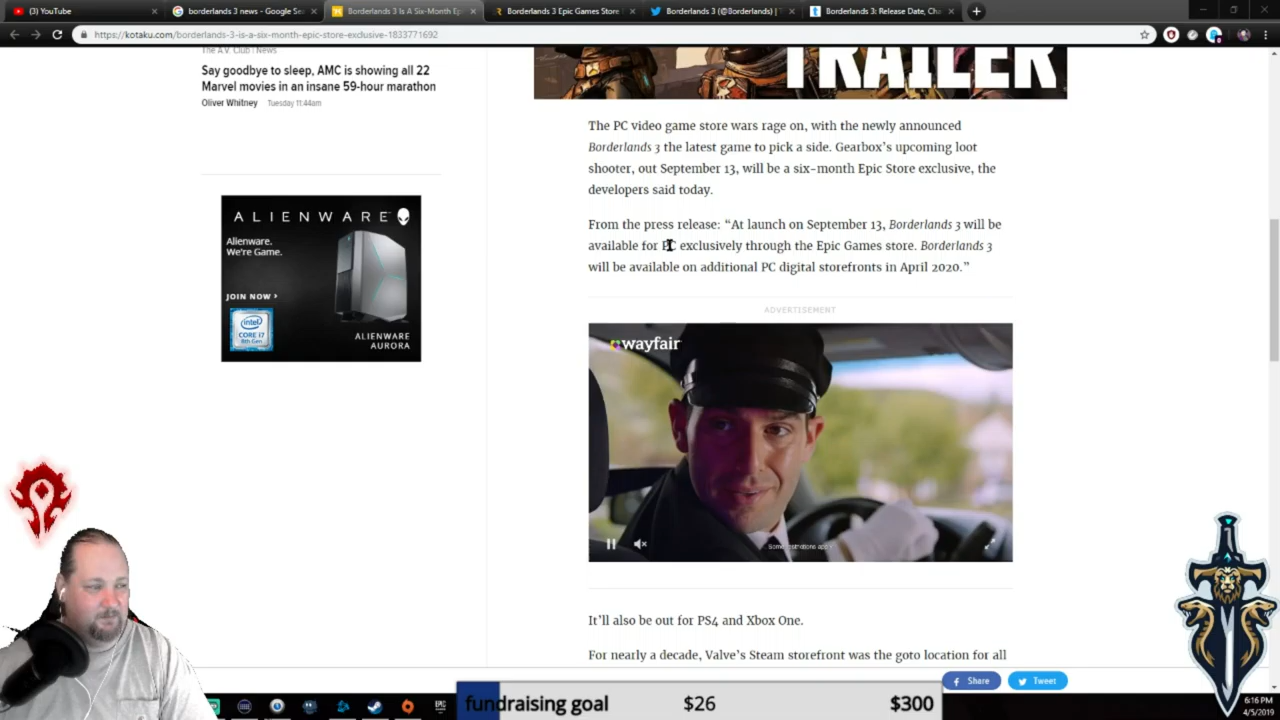 (3) YouTube
borderlands 3 news - Google Se
Borderlands 3 Is A Six-Month Ep
Borderlands 3 Epic Games Store
Borderlands 3 (@Borderlands) | T
Borderlands 3: Release Date, Cha
https://kotaku.com/borderlands-3-is-a-six-month-epic-store-exclusive-1833771692
The A.V. Club | News
Say goodbye to sleep, AMC is showing all 22
Marvel movies in an insane 59-hour marathon
Oliver Whitney Tuesday 11:44am
TRAILER
The PC video game store wars rage on, with the newly announced
Borderlands 3 the latest game to pick a side. Gearbox's upcoming loot
shooter, out September 13, will be a six-month Epic Store exclusive, the
developers said today.
From the press release: “At launch on September 13, Borderlands 3 will be
available for PC exclusively through the Epic Games store. Borderlands 3
will be available on additional PC digital storefronts in April 2020.”
ALIENWARE
Alienware.
We're Game.
JOIN NOW >
intel
CORE i7
8th Gen
ALIENWARE
AURORA
ADVERTISEMENT
wayfair
Some restrictions apply
It'll also be out for PS4 and Xbox One.
For nearly a decade, Valve's Steam storefront was the goto location for all
Share
Tweet
fundraising goal $26 $300
EPIC
6:16 PM
4/5/2019